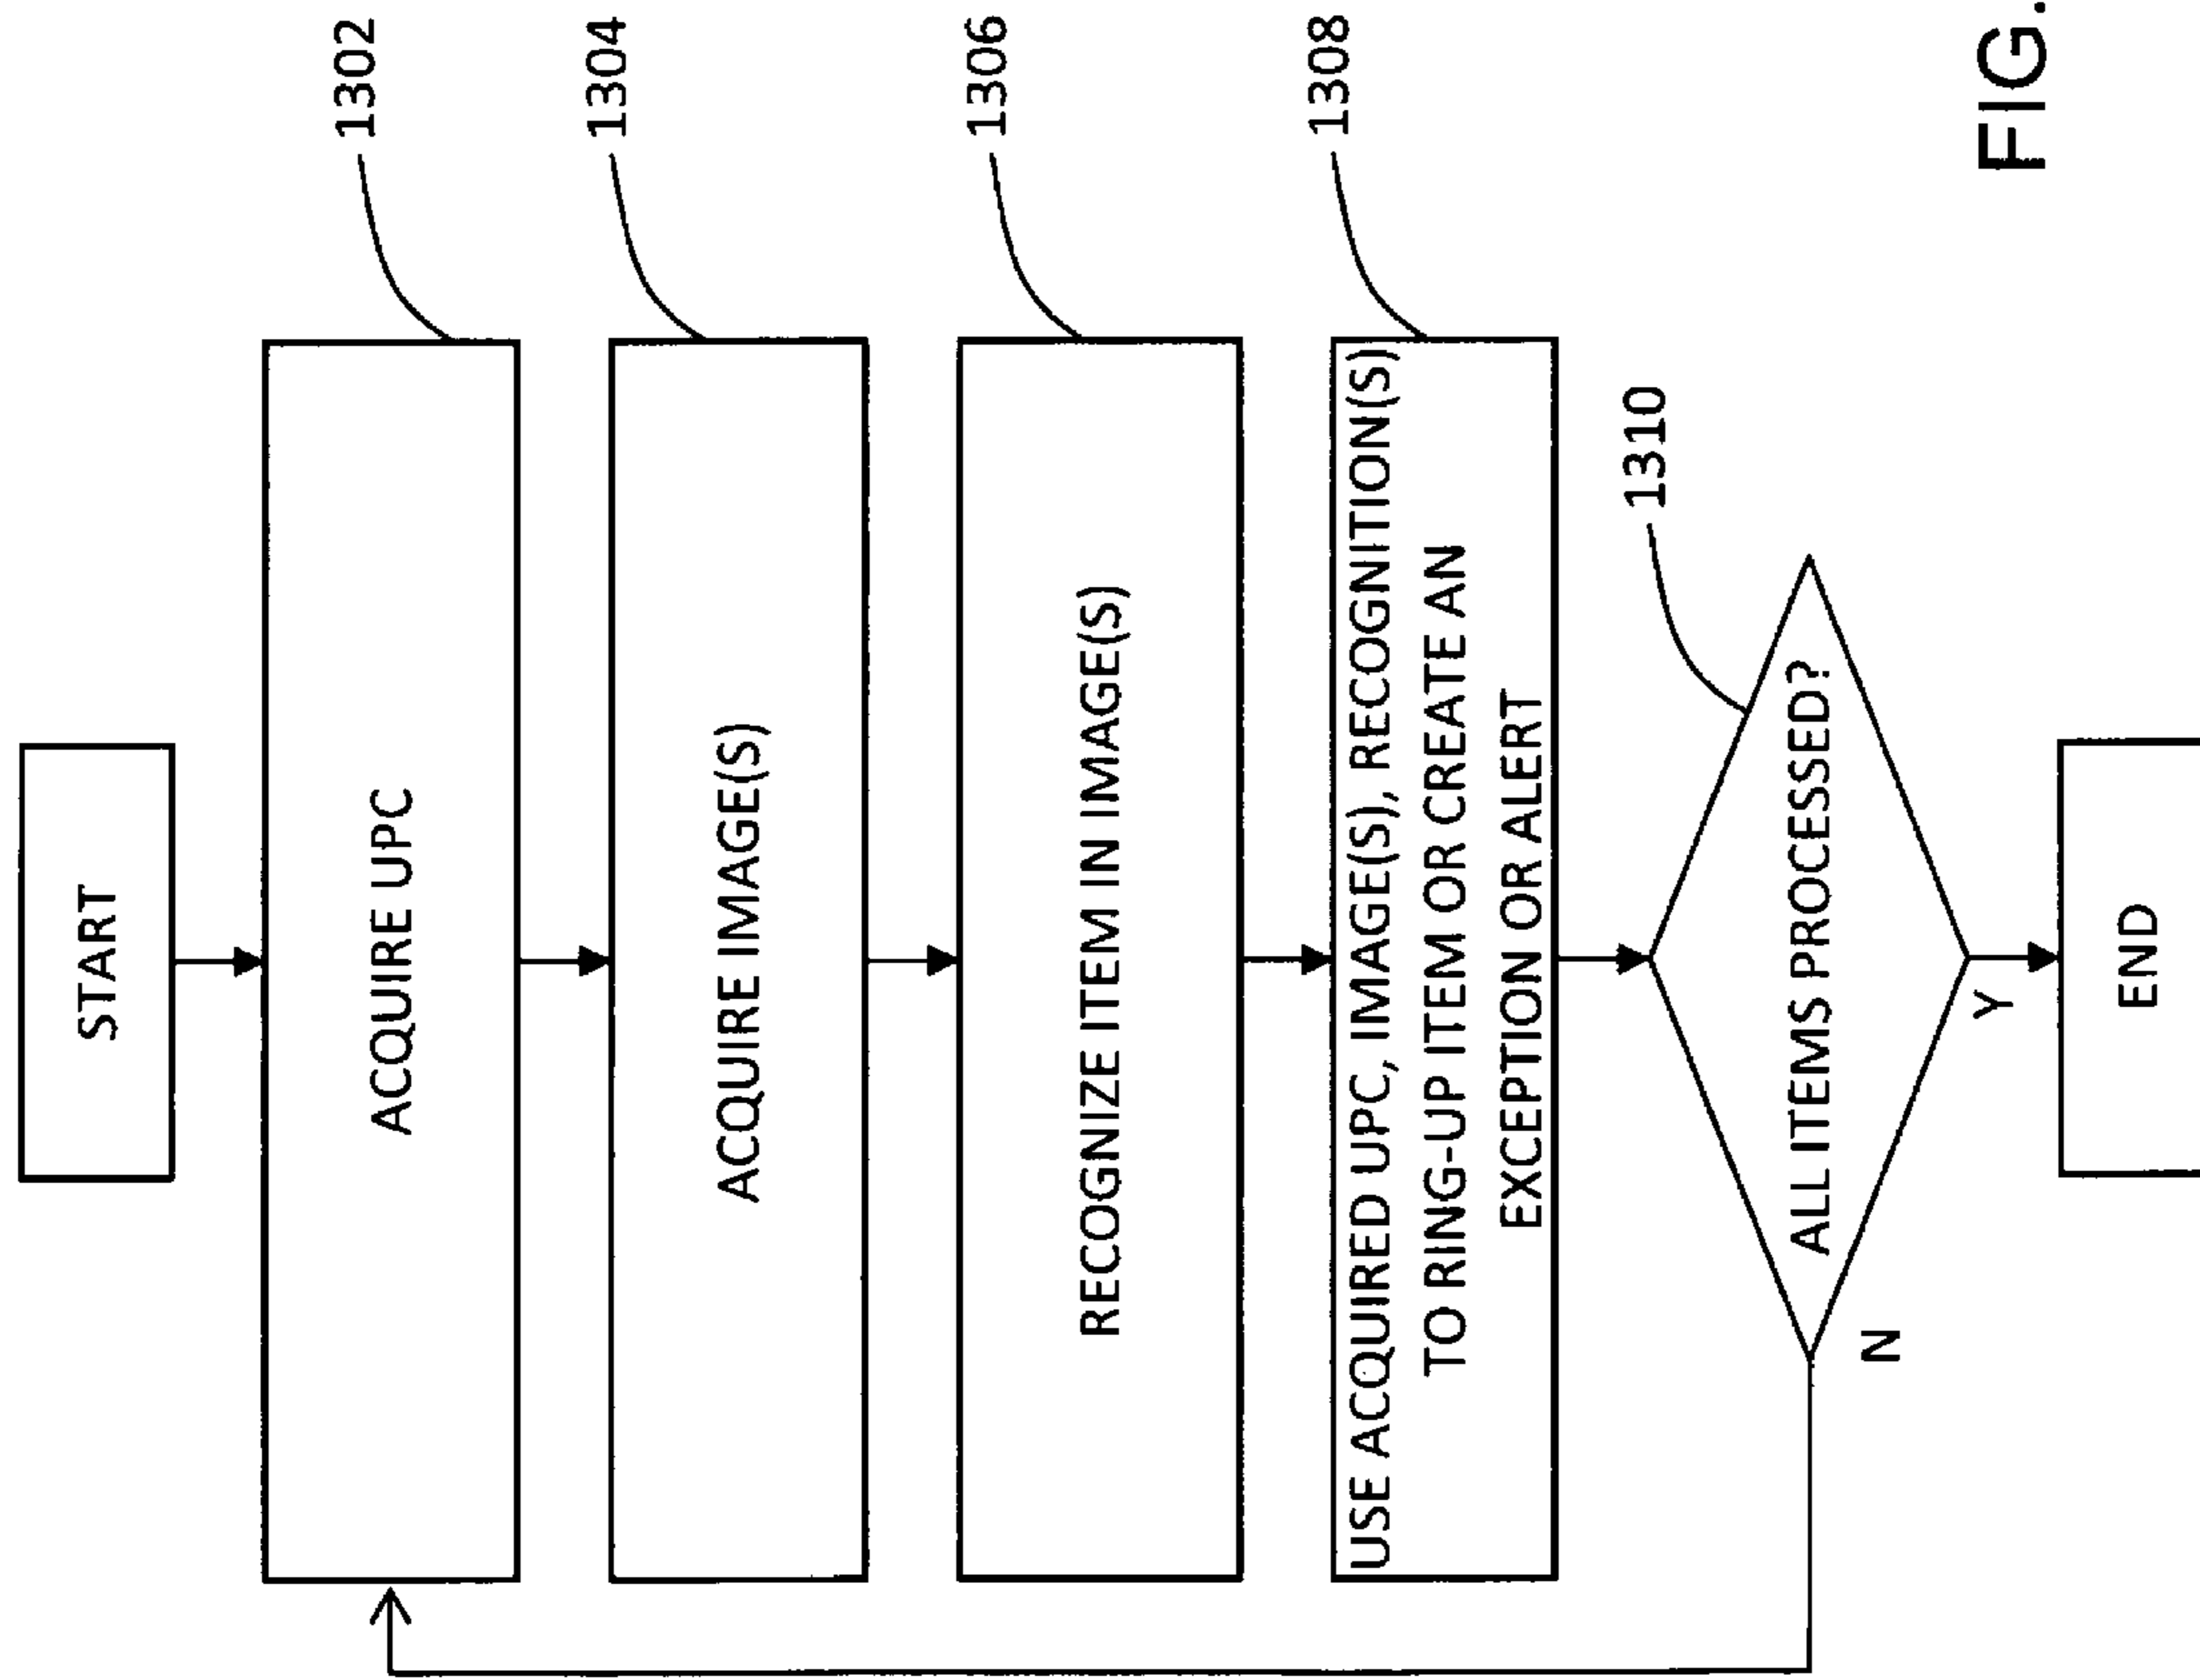 START
1302
ACQUIRE UPC
1304
ACQUIRE IMAGE(S)
1306
RECOGNIZE ITEM IN IMAGE(S)
1308
USE ACQUIRED UPC, IMAGE(S), RECOGNITION(S)
TO RING-UP ITEM OR CREATE AN
EXCEPTION OR ALERT
1310
ALL ITEMS PROCESSED?
N
Y
END
FIG.